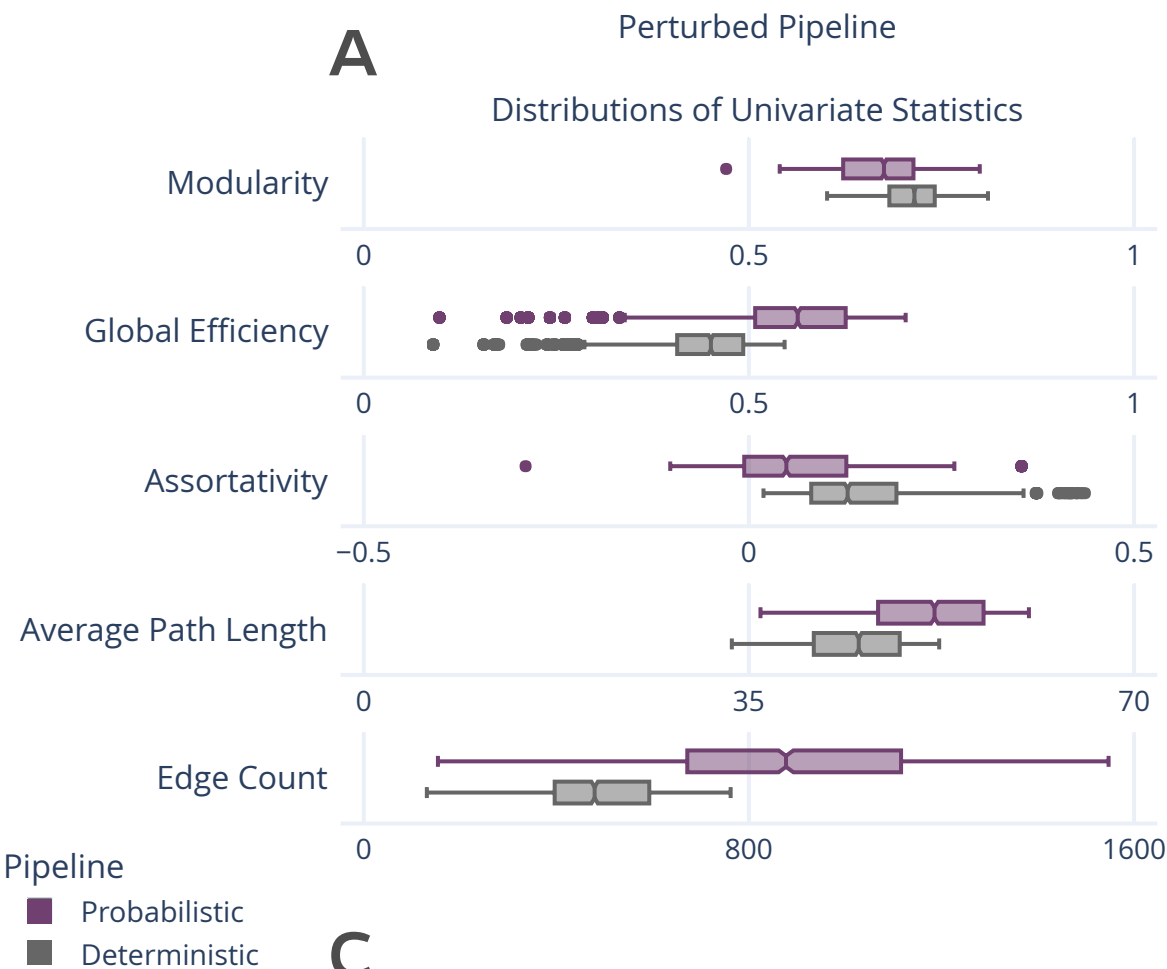 A
Perturbed Pipeline
Distributions of Univariate Statistics
Modularity
0 0.5 1
Global Efficiency
0 0.5 1
Assortativity
−0.5 0 0.5
Average Path Length
0 35 70
Edge Count
0 800 1600
Pipeline
Probabilistic
Deterministic
C